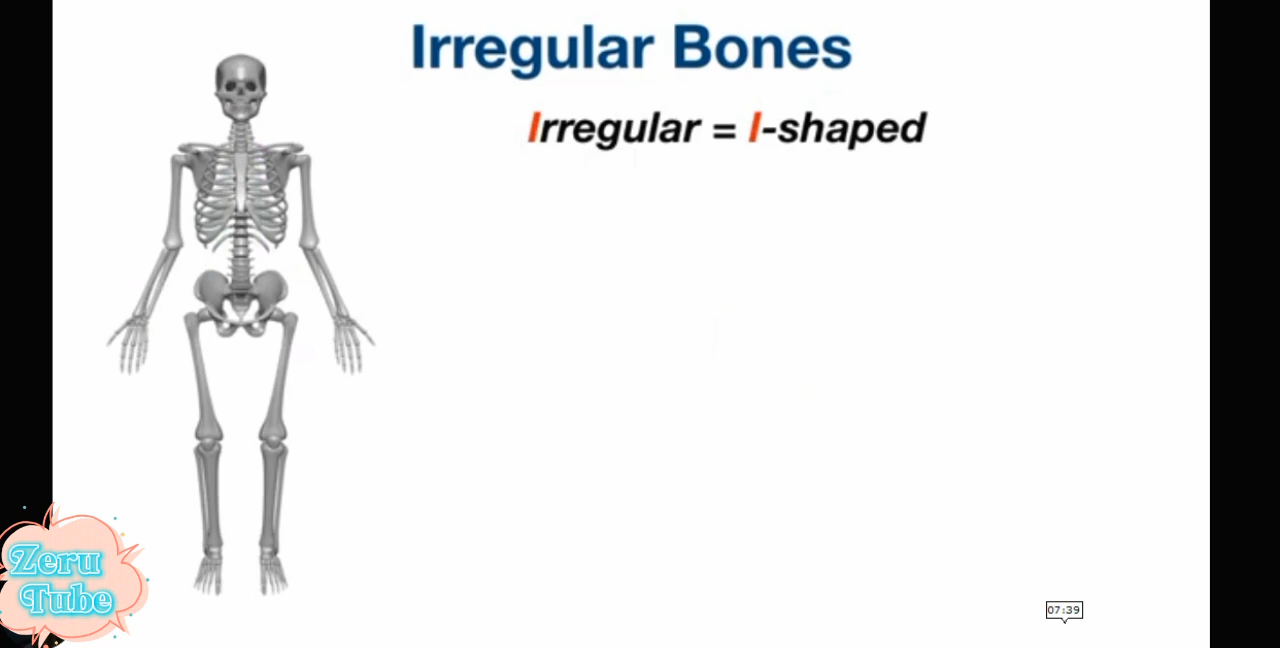 Irregular Bones
Irregular = I-shaped
Zeru
Tube
07:39